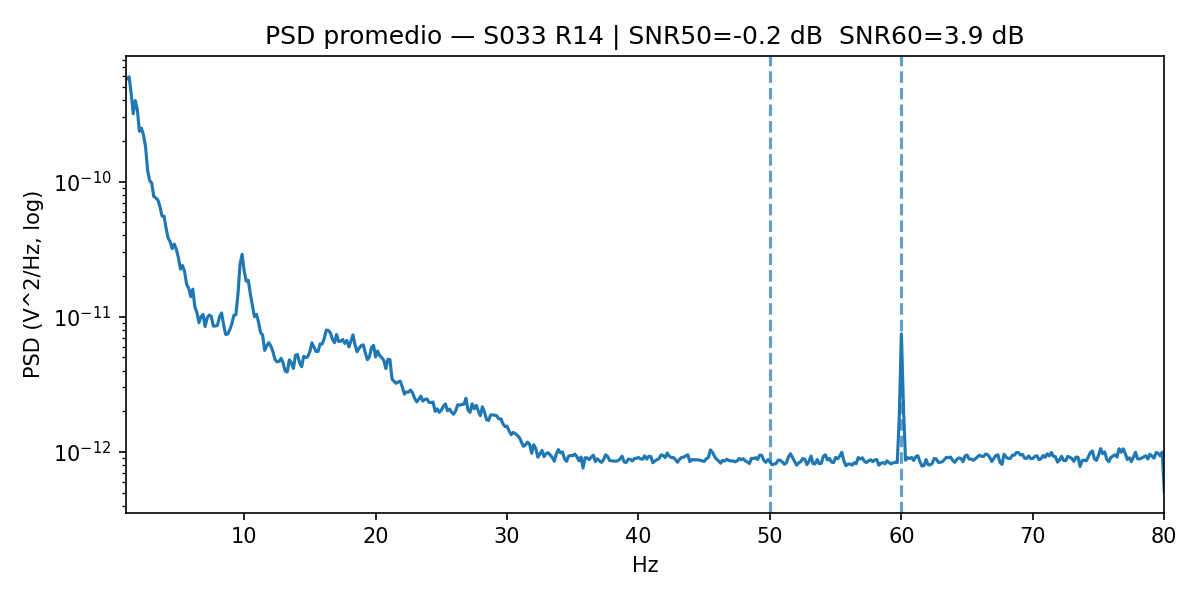 PSD promedio — S033 R14 | SNR50=-0.2 dB  SNR60=3.9 dB
PSD (V^2/Hz, log)
10⁻¹⁰
10⁻¹¹
10⁻¹²
10 20 30 40 50 60 70 80
Hz